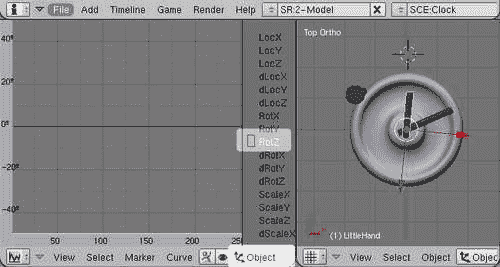 File Add Timeline Game Render Help SR:2-Model SCE:Clock
40°
20°
0°
-20°
-40°
50 100 150 200 250
LocX
LocY
LocZ
dLocX
dLocY
dLocZ
RotX
RotY
RotZ
dRotX
dRotY
dRotZ
ScaleX
ScaleY
ScaleZ
dScaleX
View Select Marker Curve Object
Top Ortho
(1) LittleHand
View Select Object Object